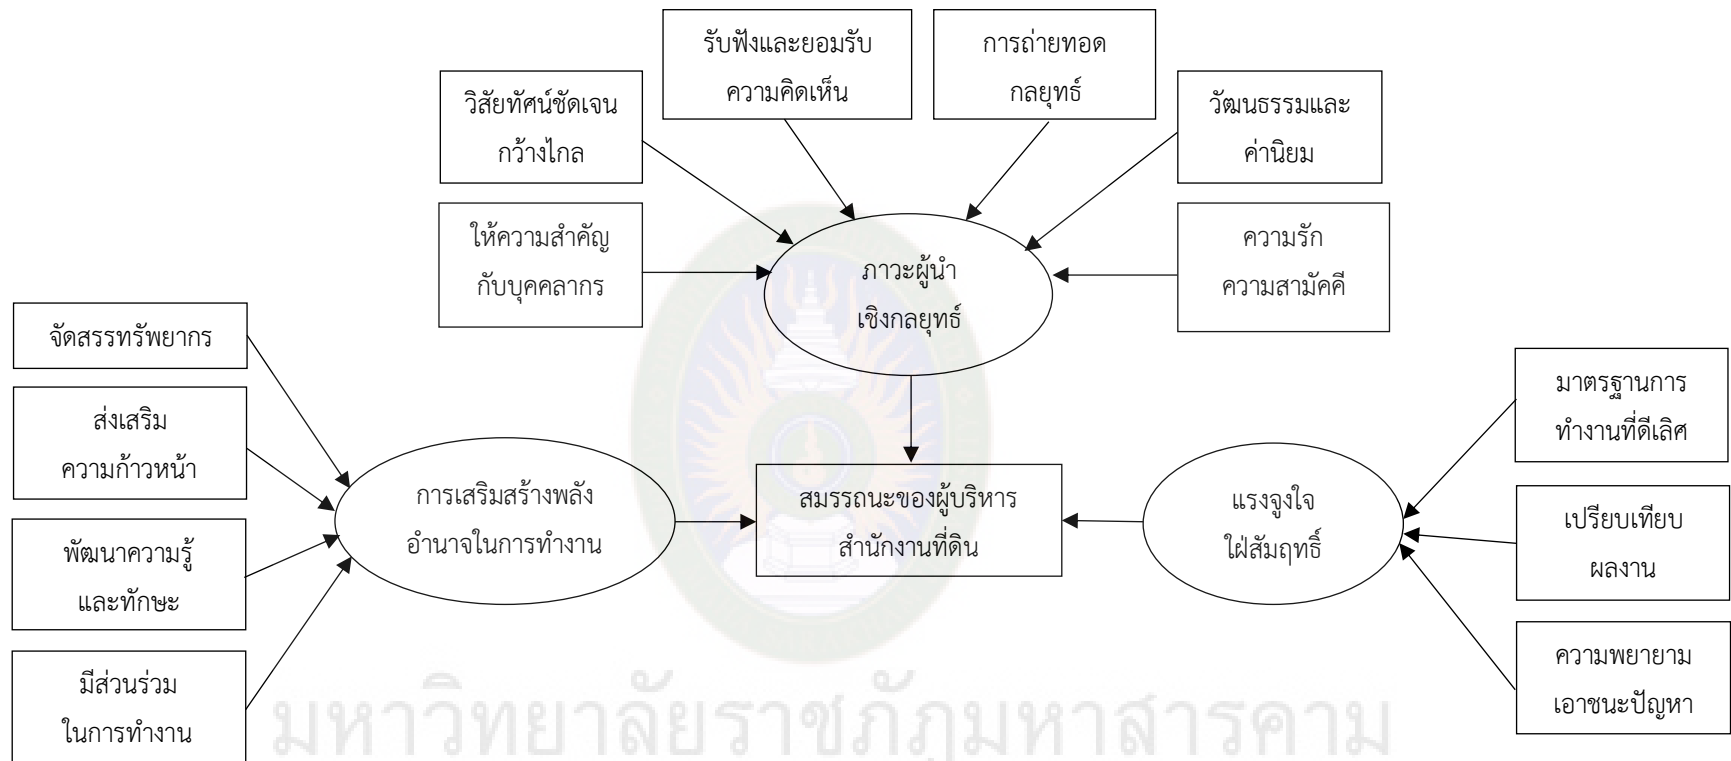 รับฟังและยอมรับ
ความคิดเห็น
การถ่ายทอด
กลยุทธ์
วิสัยทัศน์ชัดเจน
กว้างไกล
วัฒนธรรมและ
ค่านิยม
ให้ความสำคัญ
กับบุคคลากร
ภาวะผู้นำ
เชิงกลยุทธ์
ความรัก
ความสามัคคี
จัดสรรทรัพยากร
ส่งเสริม
ความก้าวหน้า
พัฒนาความรู้
และทักษะ
มีส่วนร่วม
ในการทำงาน
การเสริมสร้างพลัง
อำนาจในการทำงาน
สมรรถนะของผู้บริหาร
สำนักงานที่ดิน
แรงจูงใจ
ใฝ่สัมฤทธิ์
มาตรฐานการ
ทำงานที่ดีเลิศ
เปรียบเทียบ
ผลงาน
ความพยายาม
เอาชนะปัญหา
มหาวิทยาลัยราชภัฏมหาสารคาม